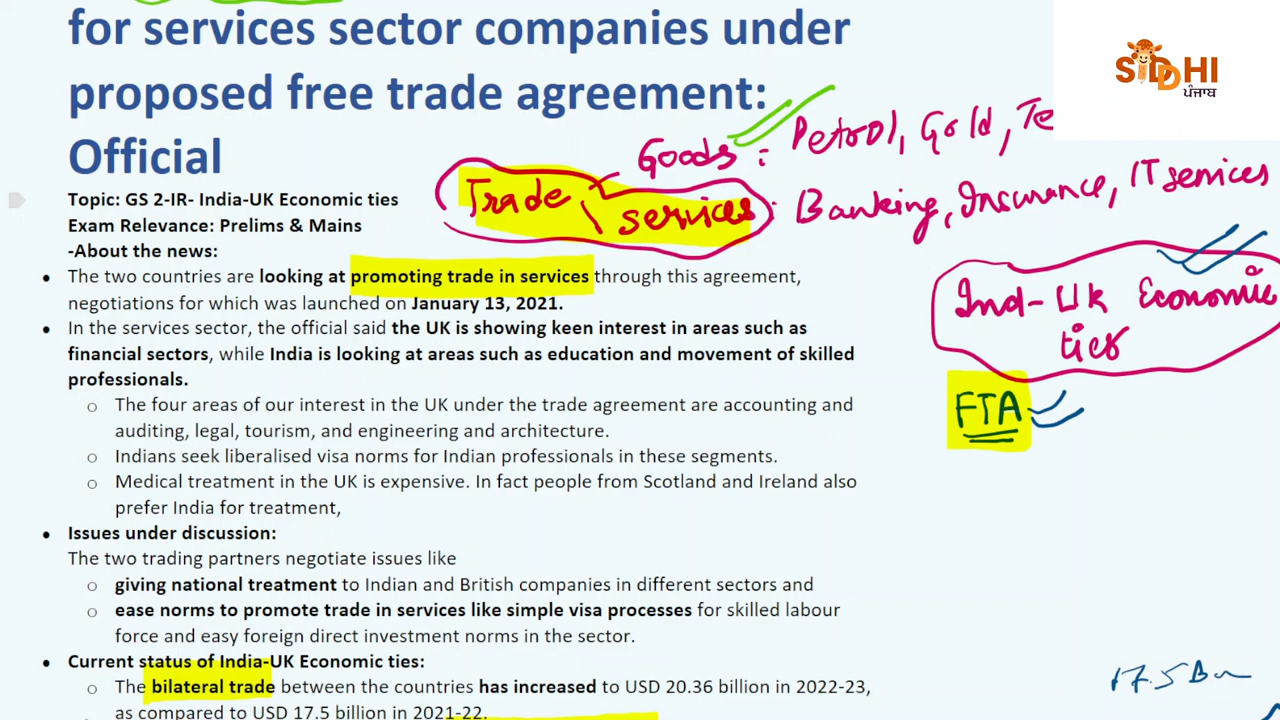 for services sector companies under
proposed free trade agreement:
Official
SIDDHI
ਪੰਜਾਬ
Goods : Petrol, Gold, Te
Trade
services : Banking, Insurance, IT services
Topic: GS 2-IR- India-UK Economic ties
Exam Relevance: Prelims & Mains
-About the news:
• The two countries are looking at promoting trade in services through this agreement,
negotiations for which was launched on January 13, 2021.
Ind-UK Economic
ties
FTA
• In the services sector, the official said the UK is showing keen interest in areas such as
financial sectors, while India is looking at areas such as education and movement of skilled
professionals.
o The four areas of our interest in the UK under the trade agreement are accounting and
auditing, legal, tourism, and engineering and architecture.
o Indians seek liberalised visa norms for Indian professionals in these segments.
o Medical treatment in the UK is expensive. In fact people from Scotland and Ireland also
prefer India for treatment,
• Issues under discussion:
The two trading partners negotiate issues like
o giving national treatment to Indian and British companies in different sectors and
o ease norms to promote trade in services like simple visa processes for skilled labour
force and easy foreign direct investment norms in the sector.
• Current status of India-UK Economic ties:
o The bilateral trade between the countries has increased to USD 20.36 billion in 2022-23,
as compared to USD 17.5 billion in 2021-22.
17.5 Bn